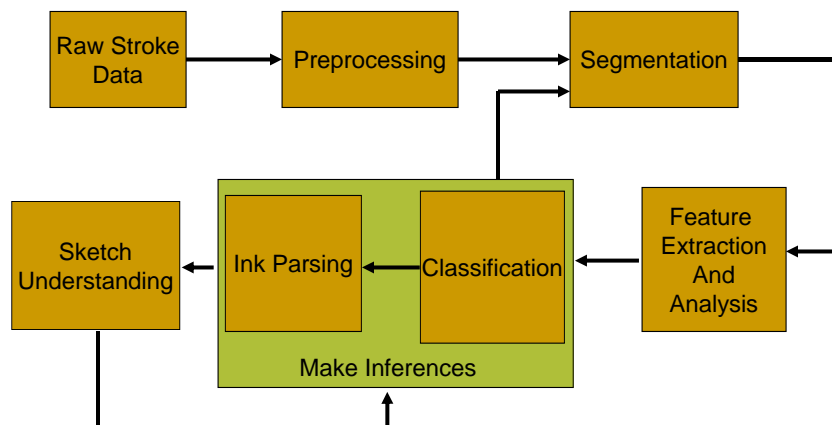 Raw Stroke
Data
Preprocessing
Segmentation
Sketch
Understanding
Ink Parsing
Classification
Feature
Extraction
And
Analysis
Make Inferences